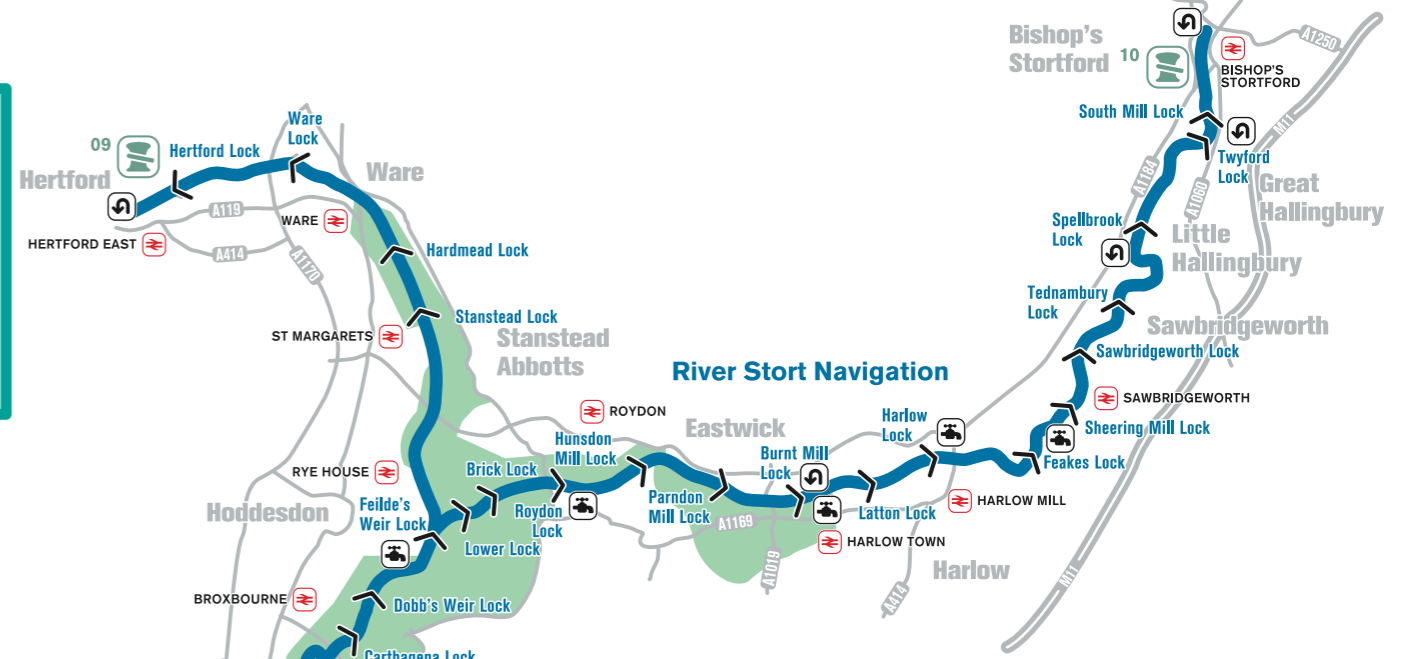 Bishop's
Stortford
10
A1250
BISHOP'S
STORTFORD
South Mill Lock
M11
Twyford
Lock
A1184
A1060
Great
Hallingbury
Ware
Lock
09
Hertford Lock
Hertford
Ware
A119
WARE
HERTFORD EAST
A414
A1170
Hardmead Lock
Spellbrook
Lock
Little
Hallingbury
Tednambury
Lock
Stanstead Lock
ST MARGARETS
Stanstead
Abbotts
Sawbridgeworth
Sawbridgeworth Lock
River Stort Navigation
SAWBRIDGEWORTH
ROYDON
Harlow
Lock
Eastwick
Sheering Mill Lock
Hunsdon
Mill Lock
Burnt Mill
Lock
Feakes Lock
RYE HOUSE
Brick Lock
Parndon
Mill Lock
HARLOW MILL
Hoddesdon
Feilde's
Weir Lock
Roydon
Lock
Latton Lock
A1169
Lower Lock
HARLOW TOWN
A1019
Harlow
M11
A414
BROXBOURNE
Dobb's Weir Lock
Carthagena Lock